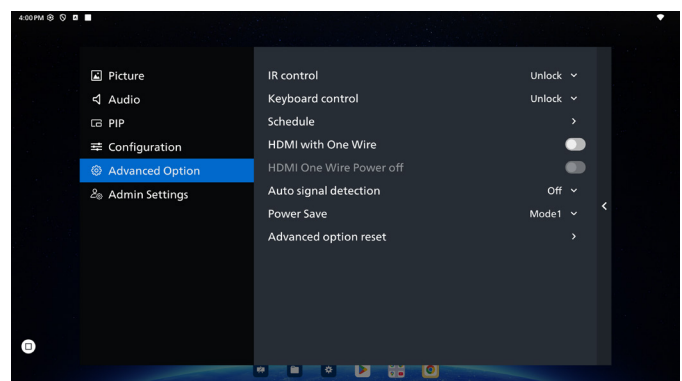 4:00 PM
Picture
Audio
PIP
Configuration
Advanced Option
Admin Settings
IR control Unlock
Keyboard control Unlock
Schedule
HDMI with One Wire
HDMI One Wire Power off
Auto signal detection Off
Power Save Mode1
Advanced option reset